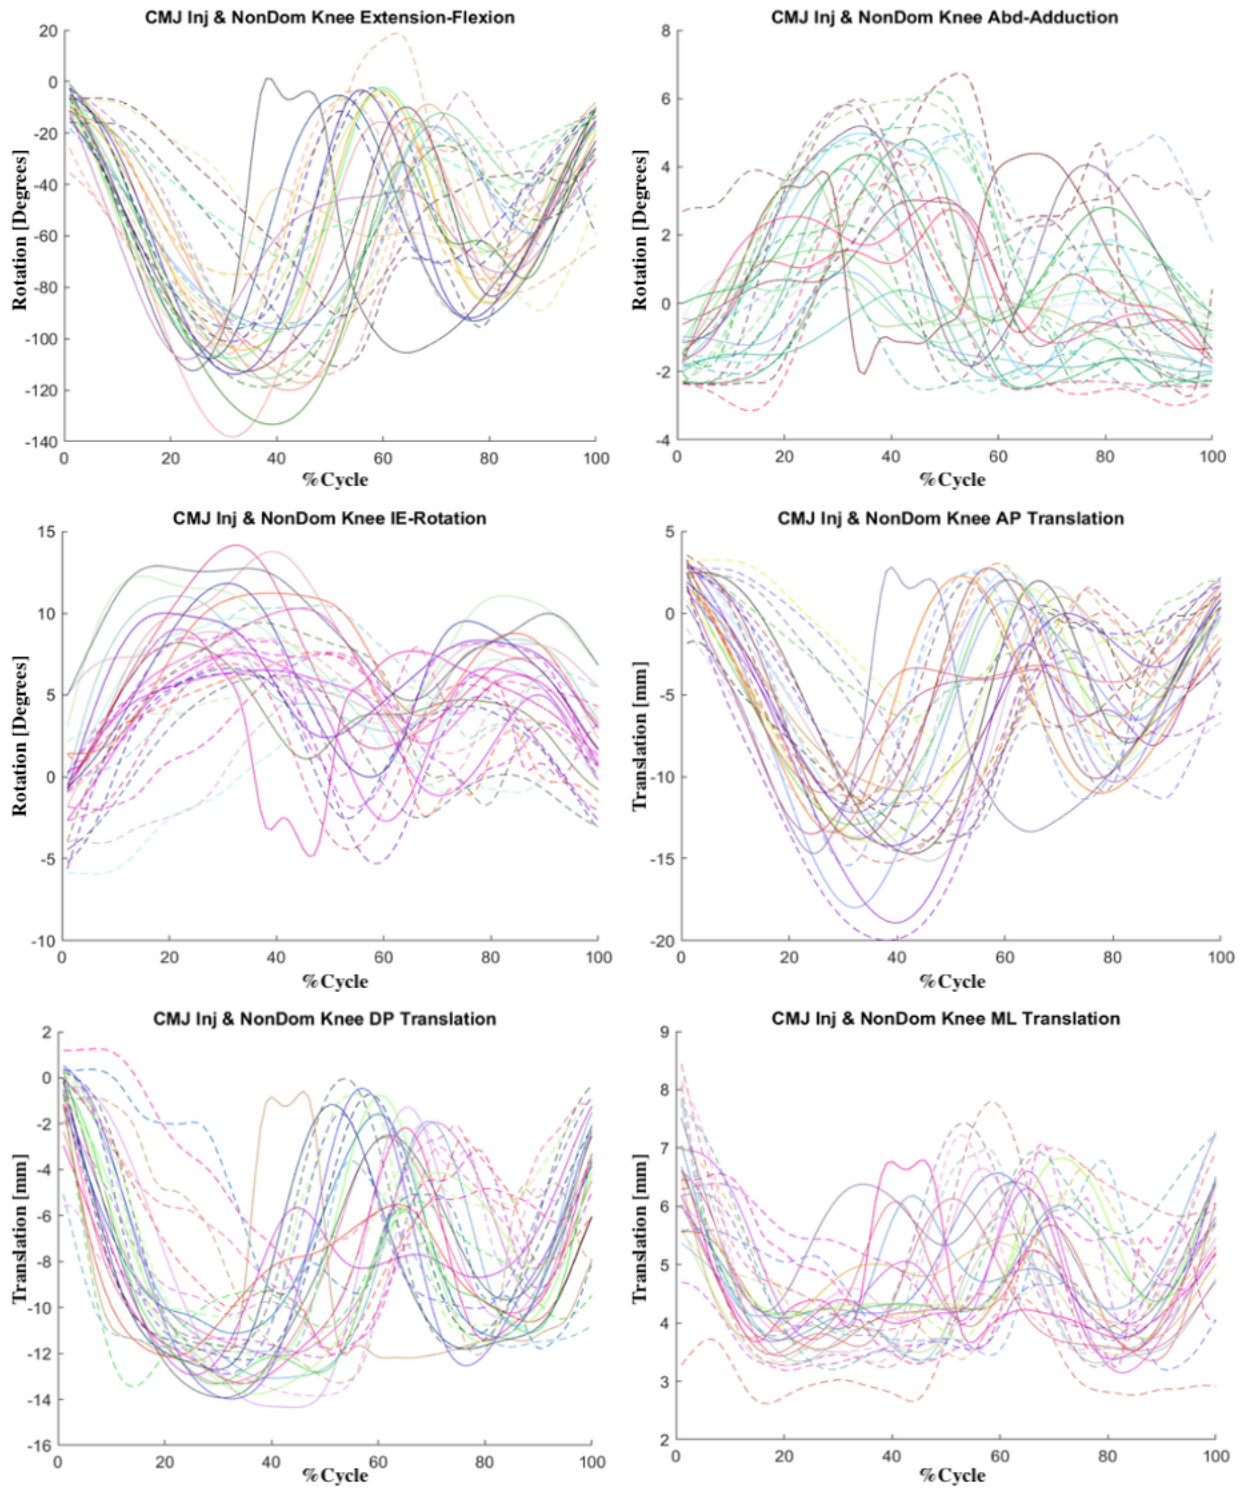 CMJ Inj & NonDom Knee Extension-Flexion
20
0
-20
-40
-60
-80
-100
-120
-140
0 20 40 60 80 100
Rotation [Degrees]
%Cycle
CMJ Inj & NonDom Knee Abd-Adduction
8
6
4
2
0
-2
-4
0 20 40 60 80 100
Rotation [Degrees]
%Cycle
CMJ Inj & NonDom Knee IE-Rotation
15
10
5
0
-5
-10
0 20 40 60 80 100
Rotation [Degrees]
%Cycle
CMJ Inj & NonDom Knee AP Translation
5
0
-5
-10
-15
-20
0 20 40 60 80 100
Translation [mm]
%Cycle
CMJ Inj & NonDom Knee DP Translation
2
0
-2
-4
-6
-8
-10
-12
-14
-16
0 20 40 60 80 100
Translation [mm]
%Cycle
CMJ Inj & NonDom Knee ML Translation
9
8
7
6
5
4
3
2
0 20 40 60 80 100
Translation [mm]
%Cycle